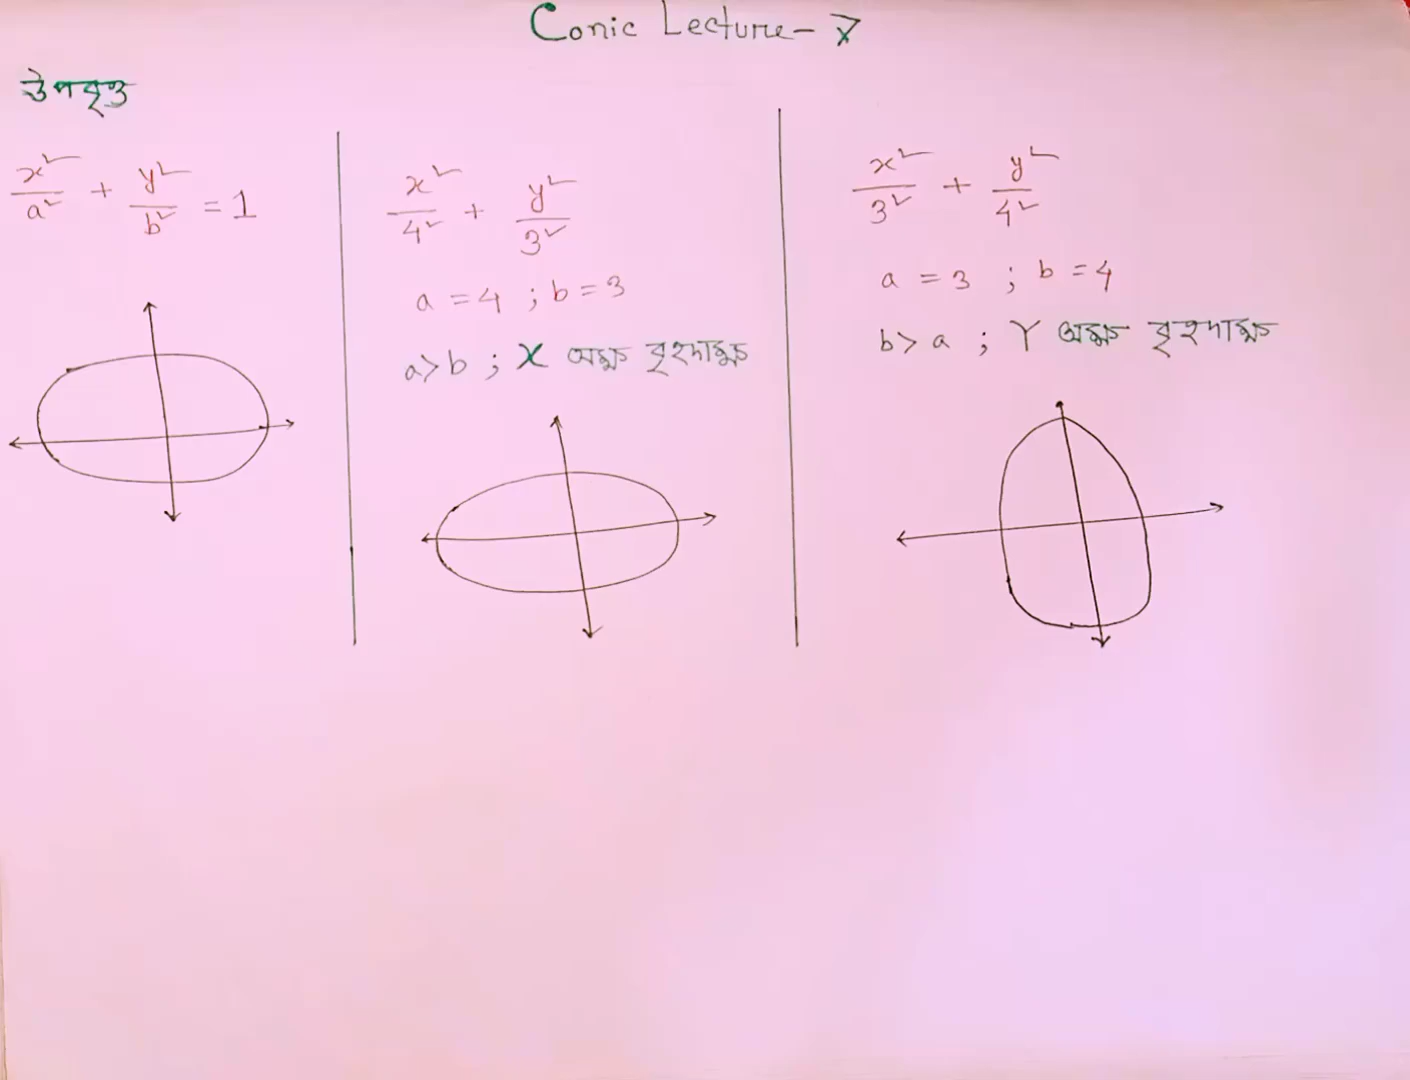 Conic Lecture-7
উপবৃত্ত
x²/a² + y²/b² = 1
x²/4² + y²/3²
a = 4 ; b = 3
a > b ; X অক্ষ বৃহদাক্ষ
x²/3² + y²/4²
a = 3 ; b = 4
b > a ; Y অক্ষ বৃহদাক্ষ